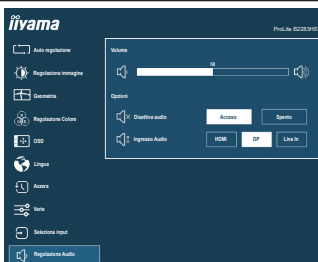 iiyama
ProLite B2283HS
Auto regolazione
Regolazione immagine
Geometria
Regolazione Colore
OSD
Lingua
Azzera
Varie
Selezione input
Regolazione Audio
Volume
50
Opzioni
Disattiva audio
Acceso
Spento
Ingresso Audio
HDMI
DP
Line In